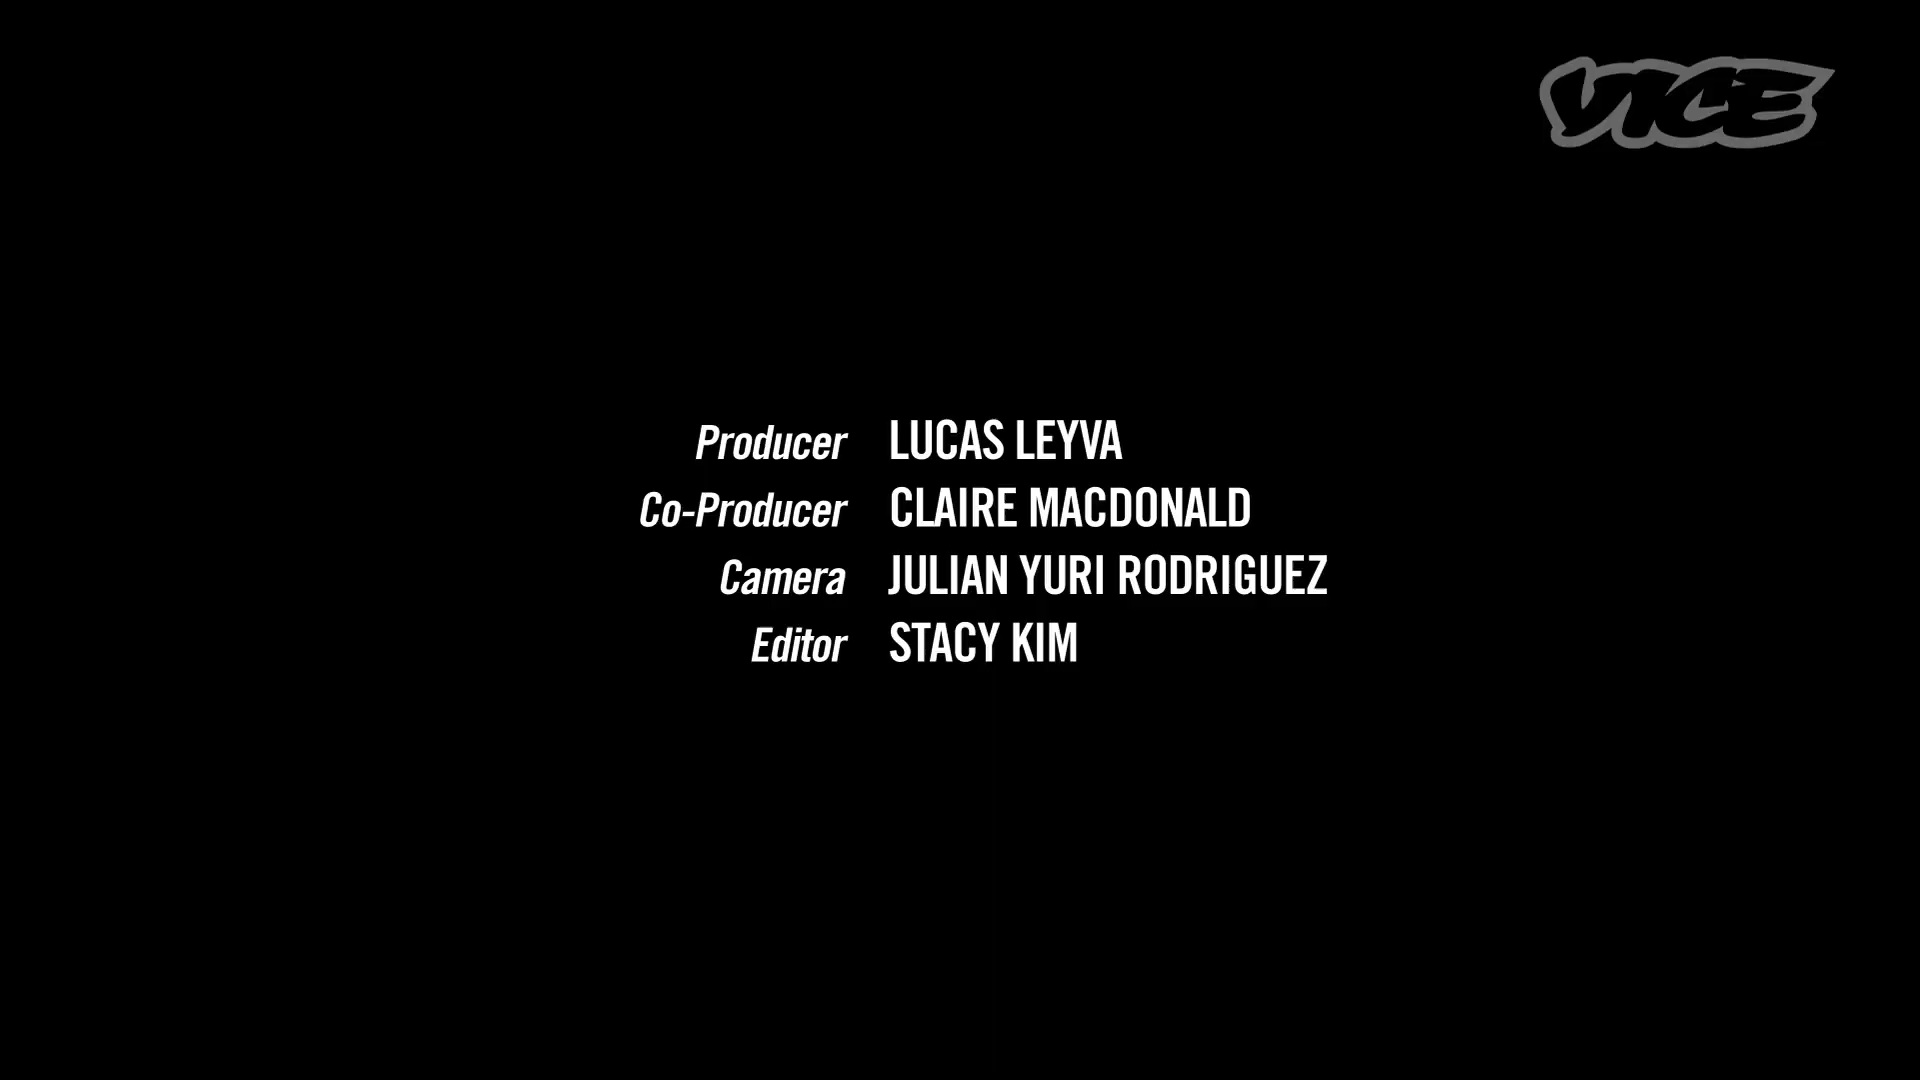 VICE
Producer LUCAS LEYVA
Co-Producer CLAIRE MACDONALD
Camera JULIAN YURI RODRIGUEZ
Editor STACY KIM